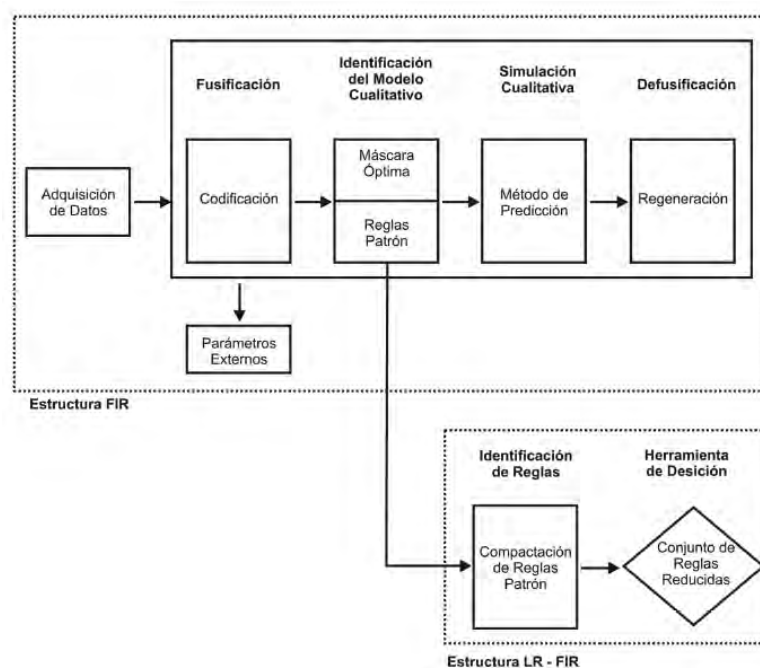 Fusificación
Identificación
del Modelo
Cualitativo
Simulación
Cualitativa
Defusificación
Adquisición
de Datos
Codificación
Máscara
Óptima
Reglas
Patrón
Método de
Predicción
Regeneración
Parámetros
Externos
Estructura FIR
Identificación
de Reglas
Herramienta
de Desición
Compactación
de Reglas
Patrón
Conjunto de
Reglas
Reducidas
Estructura LR - FIR